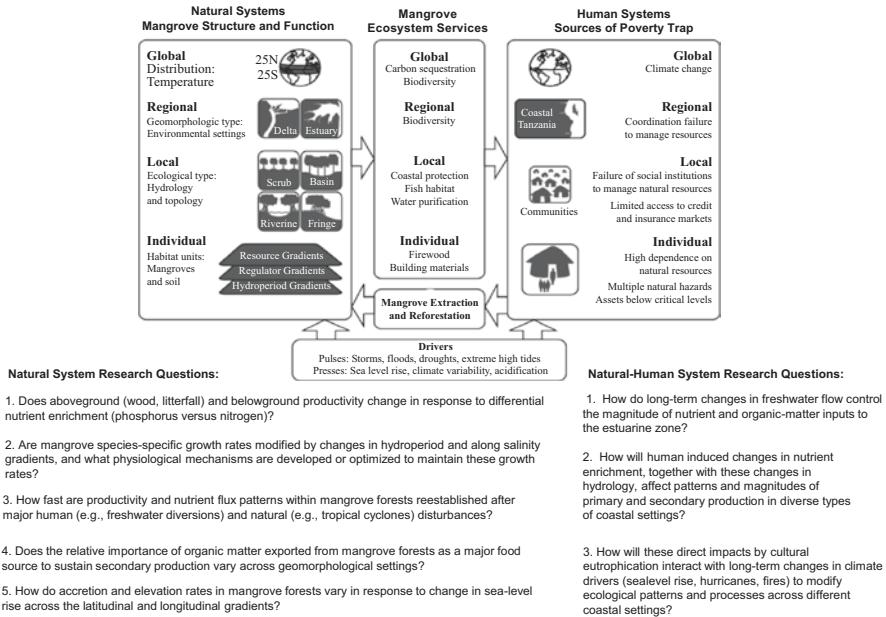 Natural Systems
Mangrove Structure and Function
Mangrove
Ecosystem Services
Human Systems
Sources of Poverty Trap
Global
Distribution:
Temperature
25N
25S
Regional
Geomorphologic type:
Environmental settings
Delta
Estuary
Local
Ecological type:
Hydrology
and topology
Scrub
Basin
Riverine
Fringe
Individual
Habitat units:
Mangroves
and soil
Resource Gradients
Regulator Gradients
Hydroperiod Gradients
Global
Carbon sequestration
Biodiversity
Regional
Biodiversity
Local
Coastal protection
Fish habitat
Water purification
Individual
Firewood
Building materials
Global
Climate change
Coastal
Tanzania
Regional
Coordination failure
to manage resources
Communities
Local
Failure of social institutions
to manage natural resources
Limited access to credit
and insurance markets
Individual
High dependence on
natural resources
Multiple natural hazards
Assets below critical levels
Mangrove Extraction
and Reforestation
Drivers
Pulses: Storms, floods, droughts, extreme high tides
Presses: Sea level rise, climate variability, acidification
Natural System Research Questions:
1. Does aboveground (wood, litterfall) and belowground productivity change in response to differential
nutrient enrichment (phosphorus versus nitrogen)?
2. Are mangrove species-specific growth rates modified by changes in hydroperiod and along salinity
gradients, and what physiological mechanisms are developed or optimized to maintain these growth
rates?
3. How fast are productivity and nutrient flux patterns within mangrove forests reestablished after
major human (e.g., freshwater diversions) and natural (e.g., tropical cyclones) disturbances?
4. Does the relative importance of organic matter exported from mangrove forests as a major food
source to sustain secondary production vary across geomorphological settings?
5. How do accretion and elevation rates in mangrove forests vary in response to change in sea-level
rise across the latitudinal and longitudinal gradients?
Natural-Human System Research Questions:
1. How do long-term changes in freshwater flow control
the magnitude of nutrient and organic-matter inputs to
the estuarine zone?
2. How will human induced changes in nutrient
enrichment, together with these changes in
hydrology, affect patterns and magnitudes of
primary and secondary production in diverse types
of coastal settings?
3. How will these direct impacts by cultural
eutrophication interact with long-term changes in climate
drivers (sealevel rise, hurricanes, fires) to modify
ecological patterns and processes across different
coastal settings?